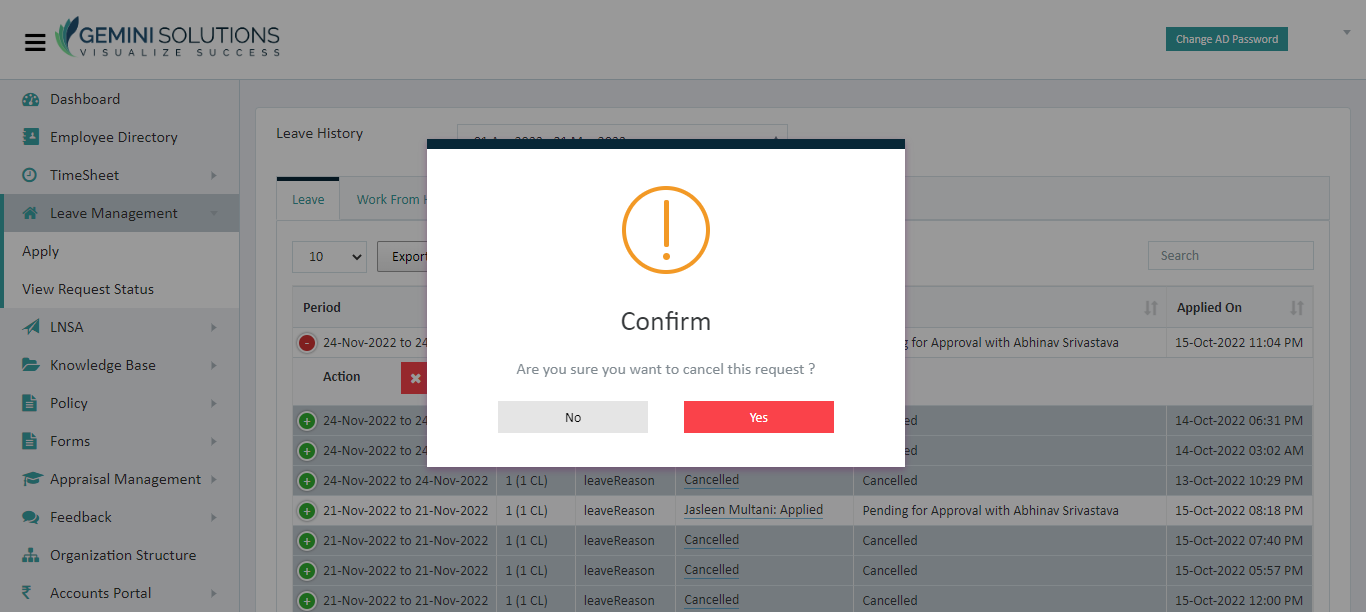 GEMINI SOLUTIONS
VISUALIZE SUCCESS
Change AD Password
Dashboard
Employee Directory
TimeSheet
Leave Management
Apply
View Request Status
LNSA
Knowledge Base
Policy
Forms
Appraisal Management
Feedback
Organization Structure
Accounts Portal
Leave History
Leave
Work From
10
Export
Search
Period
Applied On
24-Nov-2022 to 24
for Approval with Abhinav Srivastava
15-Oct-2022 11:04 PM
Action
24-Nov-2022 to 24
14-Oct-2022 06:31 PM
24-Nov-2022 to 24
14-Oct-2022 03:02 AM
24-Nov-2022 to 24-Nov-2022 1 (1 CL) leaveReason Cancelled Cancelled 13-Oct-2022 10:29 PM
21-Nov-2022 to 21-Nov-2022 1 (1 CL) leaveReason Jasleen Multani: Applied Pending for Approval with Abhinav Srivastava 15-Oct-2022 08:18 PM
21-Nov-2022 to 21-Nov-2022 1 (1 CL) leaveReason Cancelled Cancelled 15-Oct-2022 07:40 PM
21-Nov-2022 to 21-Nov-2022 1 (1 CL) leaveReason Cancelled Cancelled 15-Oct-2022 05:57 PM
21-Nov-2022 to 21-Nov-2022 1 (1 CL) leaveReason Cancelled Cancelled 15-Oct-2022 12:00 PM
Confirm
Are you sure you want to cancel this request ?
No
Yes